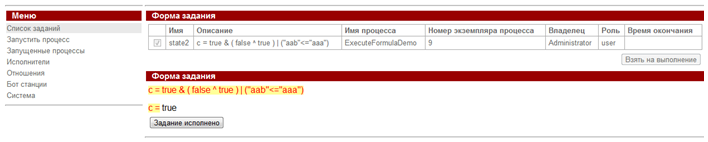 Меню
Список заданий
Запустить процесс
Запущенные процессы
Исполнители
Отношения
Бот станции
Система
Форма задания
Имя Описание Имя процесса Номер экземпляра процесса Владелец Роль Время окончания
state2 c = true & ( false ^ true ) | ("aab"<="aaa") ExecuteFormulaDemo 9 Administrator user
Взять на выполнение
Форма задания
c = true & ( false ^ true ) | ("aab"<="aaa")
c = true
Задание исполнено